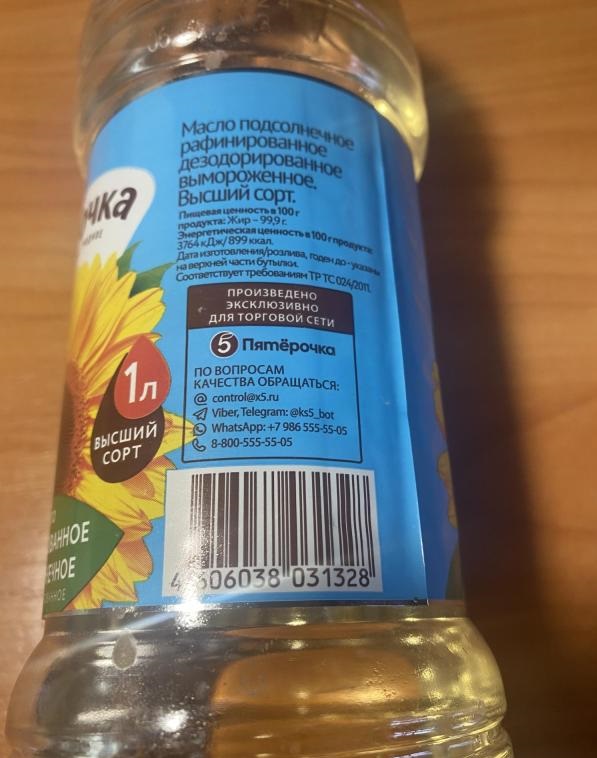 чка
Масло подсолнечное
рафинированное
дезодорированное
вымороженное.
Высший сорт.
Пищевая ценность в 100 г
продукта: Жир – 99,9 г.
Энергетическая ценность в 100 г продукта:
3764 кДж/ 899 ккал.
Дата изготовления/розлива, годен до - указаны
на верхней части бутылки.
Соответствует требованиям ТР ТС 024/2011.
ПРОИЗВЕДЕНО
ЭКСКЛЮЗИВНО
ДЛЯ ТОРГОВОЙ СЕТИ
5 Пятёрочка
ПО ВОПРОСАМ
КАЧЕСТВА ОБРАЩАТЬСЯ:
@ control@x5.ru
Viber, Telegram: @ks5_bot
WhatsApp: +7 986 555-55-05
8-800-555-55-05
1л
ВЫСШИЙ
СОРТ
ВАННОЕ
ЕЧНОЕ
4 606038 031328